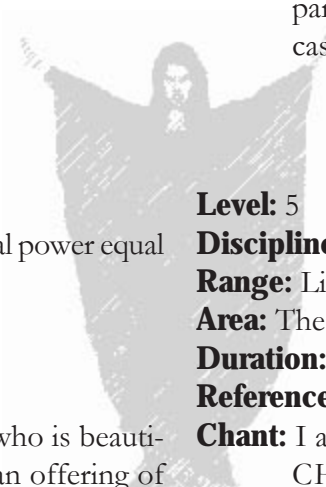 par
cas
al power equal
who is beauti-
an offering of
Level: 5
Discipline
Range: Li
Area: The
Duration:
Reference
Chant: I a
CH